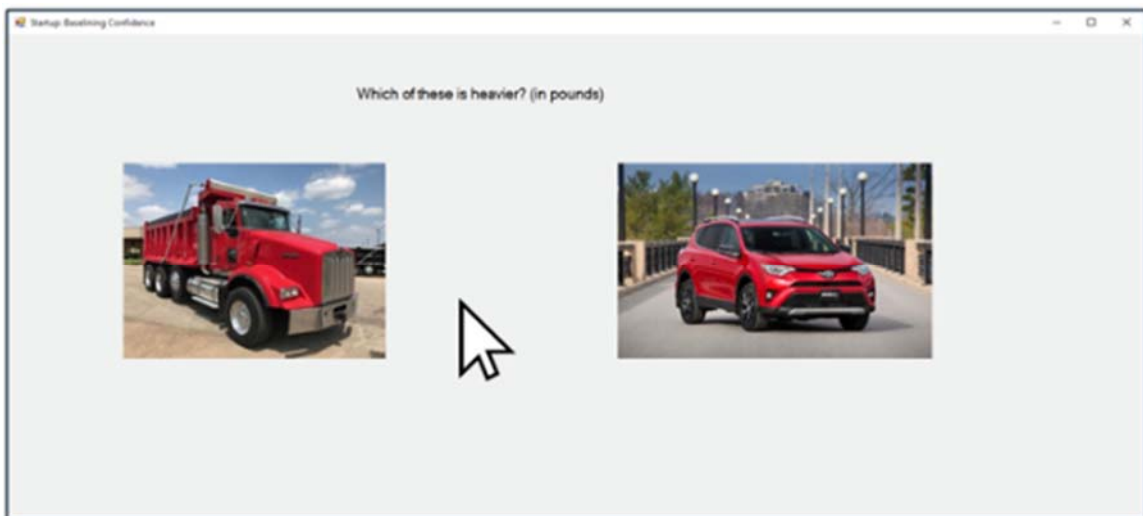 Startup: Baselining Confidence
Which of these is heavier? (in pounds)